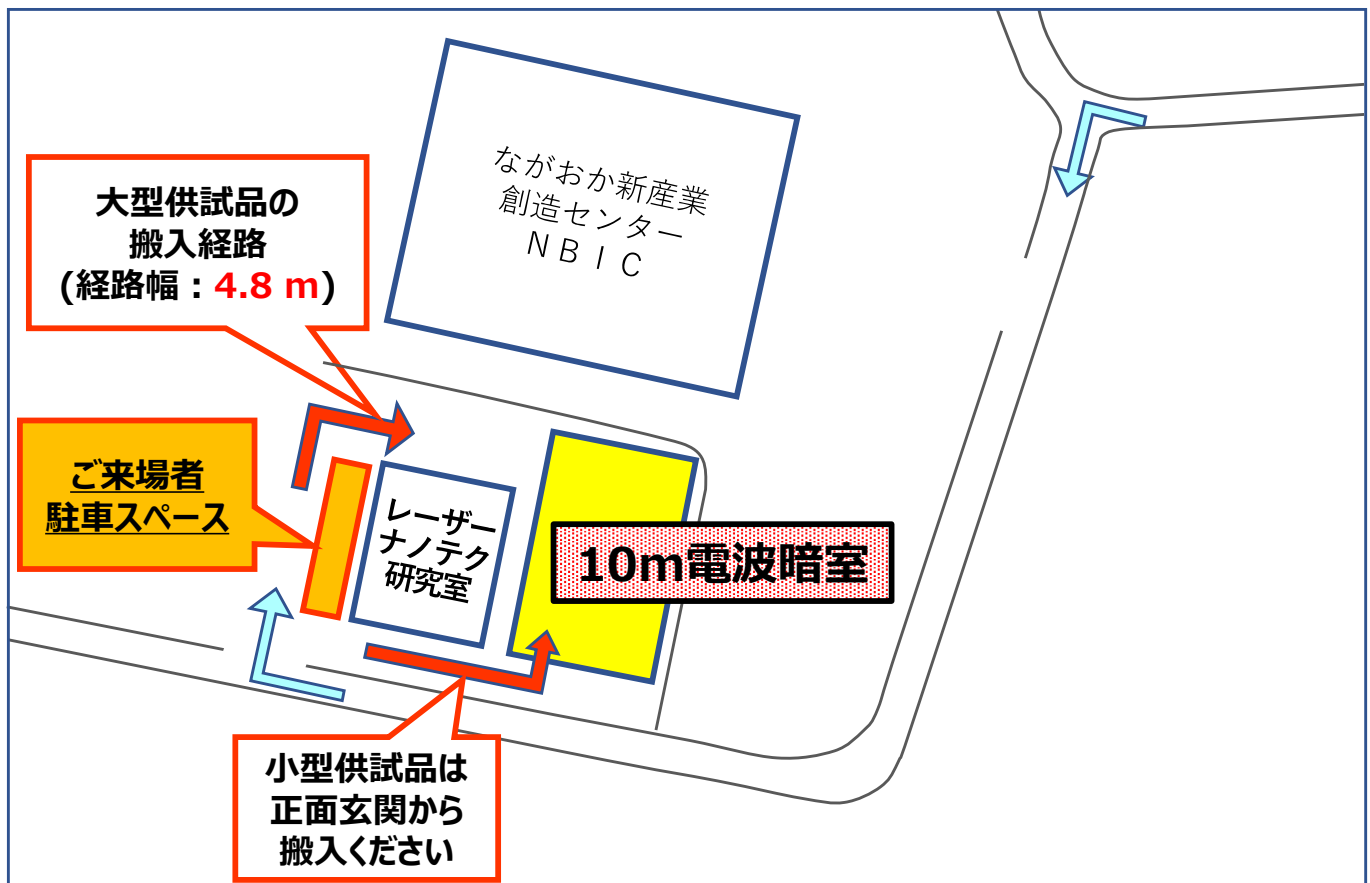 ながおか新産業
創造センター
ＮＢＩＣ
大型供試品の
搬入経路
(経路幅：4.8 m)
ご来場者
駐車スペース
レーザー
ナノテク
研究室
10m電波暗室
小型供試品は
正面玄関から
搬入ください